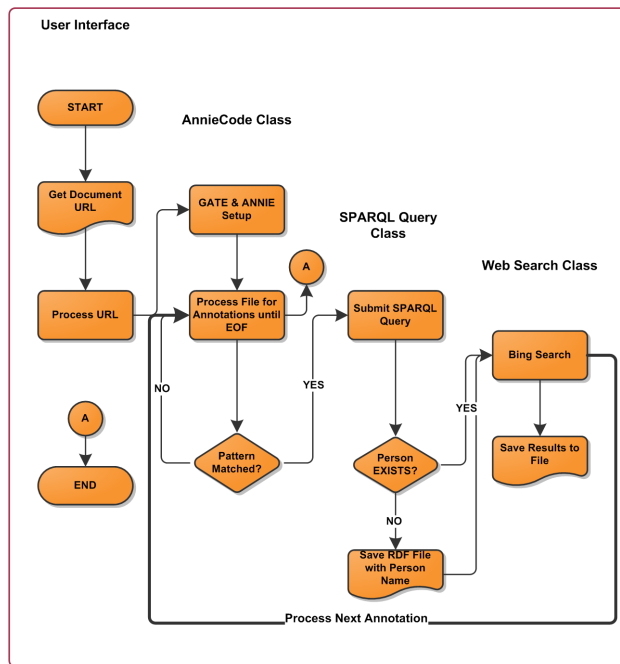 User Interface
START
AnnieCode Class
Get Document
URL
GATE & ANNIE
Setup
SPARQL Query
Class
A
Web Search Class
Process URL
Process File for
Annotations until
EOF
Submit SPARQL
Query
Bing Search
NO
YES
YES
A
Pattern
Matched?
Person
EXISTS?
Save Results to
File
END
NO
Save RDF File
with Person
Name
Process Next Annotation